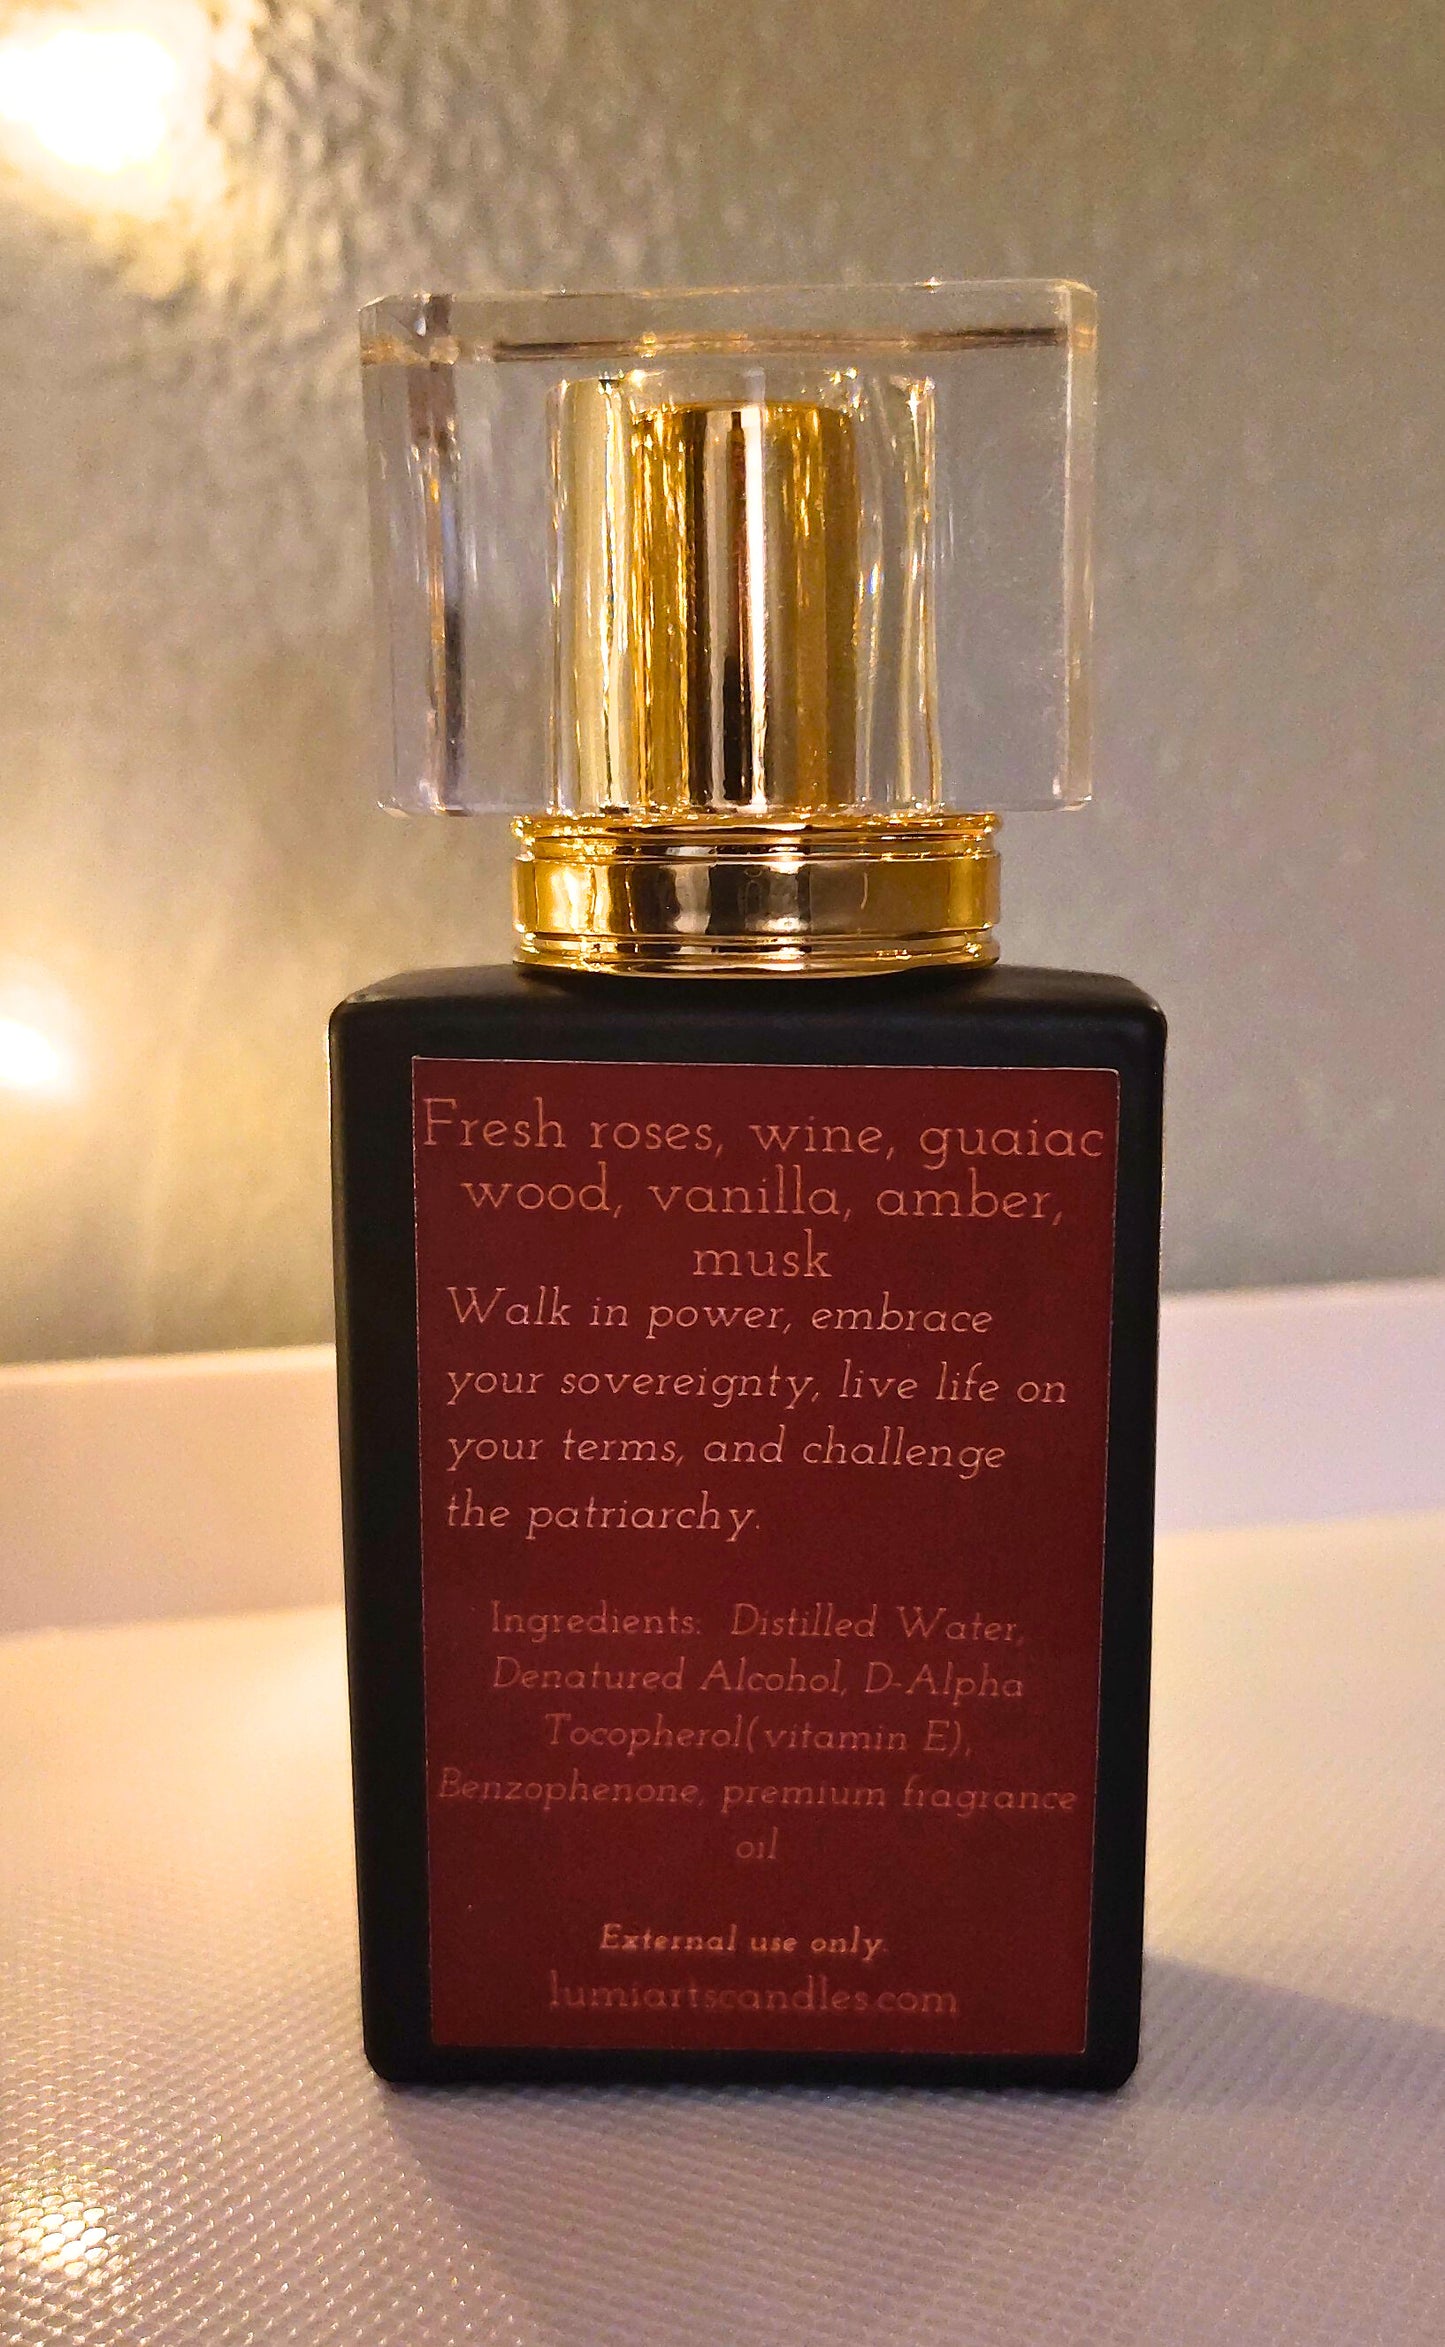 Fresh roses, wine, guaiac
wood, vanilla, amber,
musk
Walk in power, embrace
your sovereignty, live life on
your terms, and challenge
the patriarchy.
Ingredients: Distilled Water,
Denatured Alcohol, D-Alpha
Tocopherol(vitamin E),
Benzophenone, premium fragrance
oil
External use only.
lumiartscandles.com